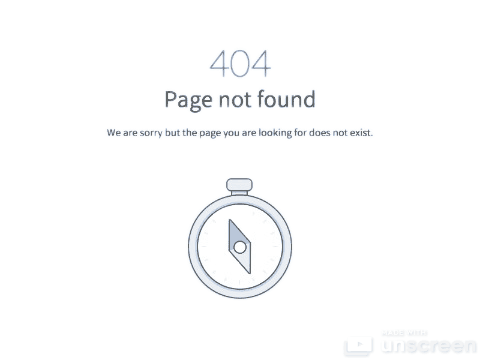 404
Page not found
We are sorry but the page you are looking for does not exist.
MADE WITH
unscreen